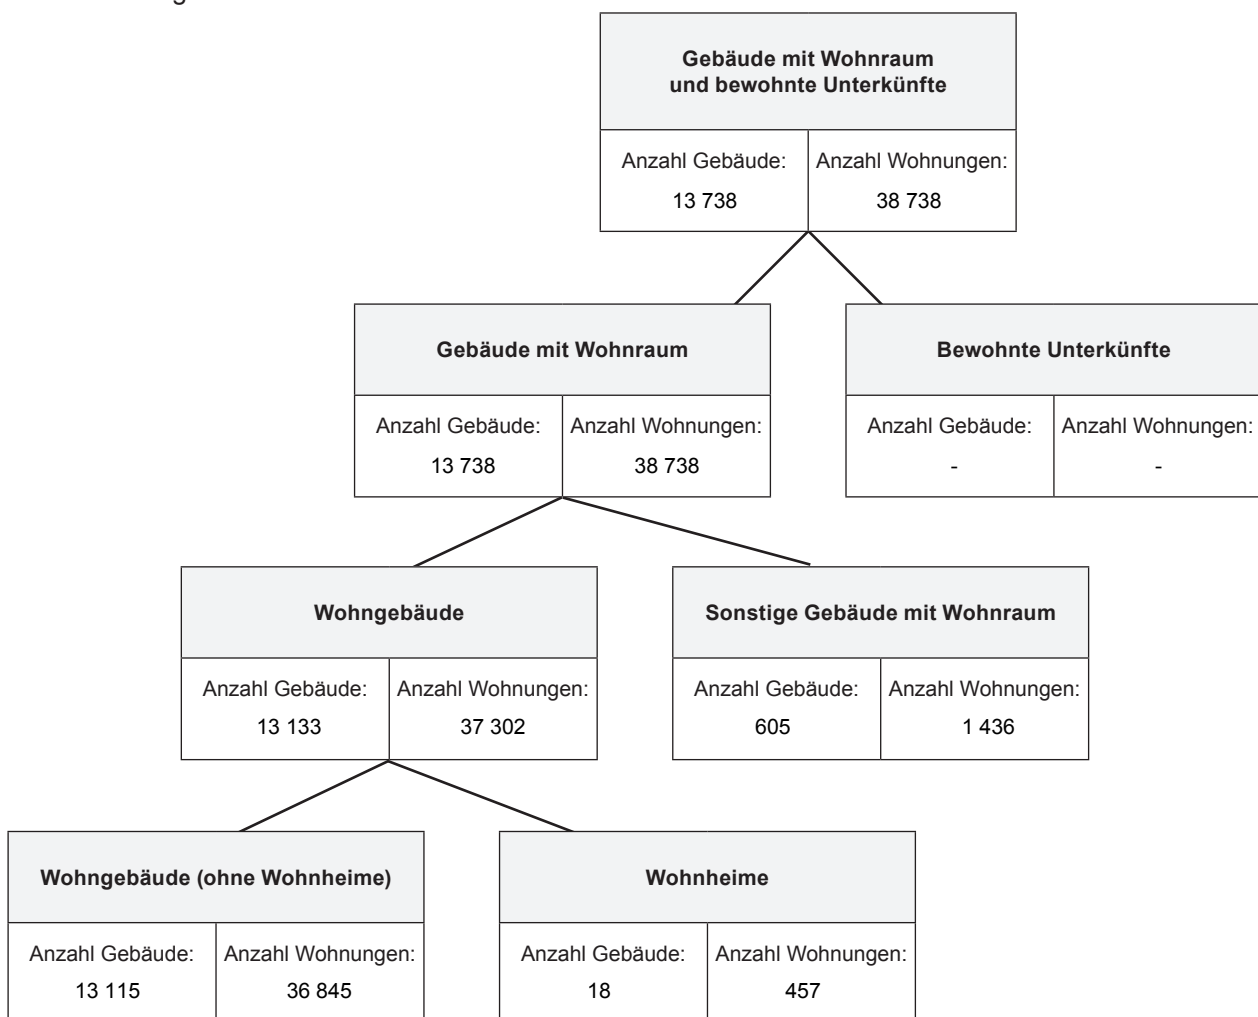 Gebäude mit Wohnraum
und bewohnte Unterkünfte
Anzahl Gebäude: Anzahl Wohnungen:
13 738 38 738
Gebäude mit Wohnraum
Bewohnte Unterkünfte
Anzahl Gebäude: Anzahl Wohnungen:
13 738 38 738
Anzahl Gebäude: Anzahl Wohnungen:
- -
Wohngebäude
Sonstige Gebäude mit Wohnraum
Anzahl Gebäude: Anzahl Wohnungen:
13 133 37 302
Anzahl Gebäude: Anzahl Wohnungen:
605 1 436
Wohngebäude (ohne Wohnheime)
Wohnheime
Anzahl Gebäude: Anzahl Wohnungen:
13 115 36 845
Anzahl Gebäude: Anzahl Wohnungen:
18 457